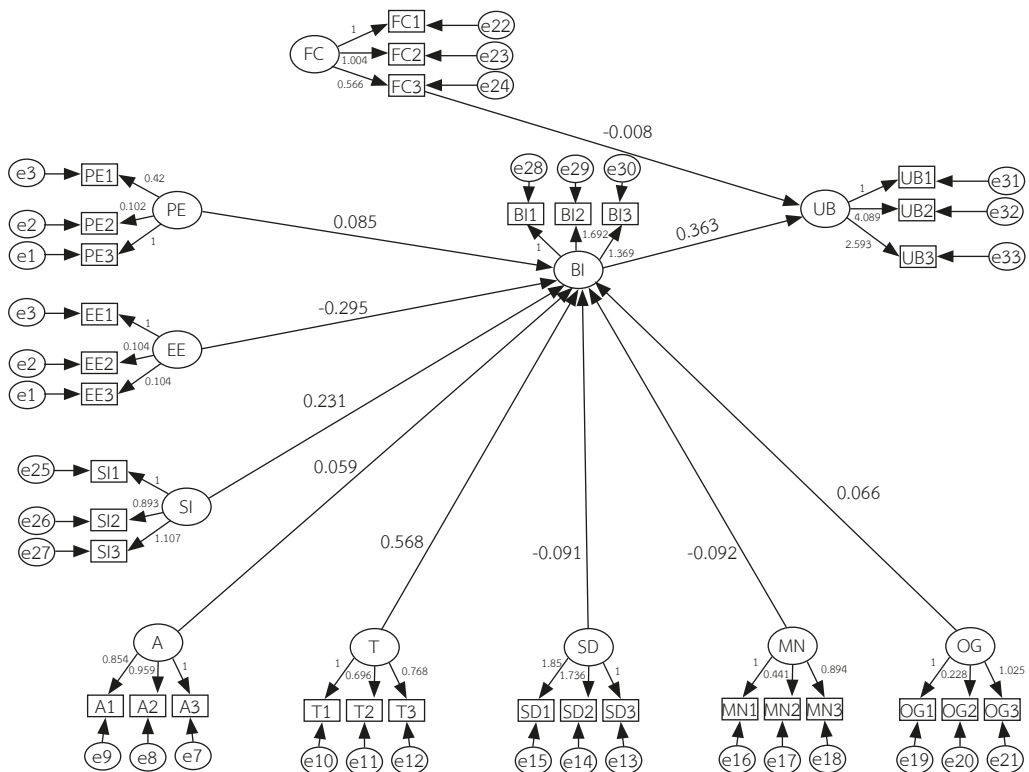 FC1 e22
1
FC
FC2 e23
1.004
0.566
FC3 e24
-0.008
e28 e29 e30
e3 PE1
0.42
PE
0.102
e2 PE2
1
e1 PE3
0.085
BI1 BI2 BI3
1.692
1
1.369
BI
0.363
UB
1
UB1 e31
4.089
UB2 e32
2.593
UB3 e33
e3 EE1
1
EE
0.104
e2 EE2
0.104
e1 EE3
-0.295
0.231
0.059
e25 SI1
1
SI
0.893
e26 SI2
1.107
e27 SI3
0.568
-0.091
-0.092
0.066
A
0.854 0.959 1
A1 A2 A3
e9 e8 e7
T
1 0.696 0.768
T1 T2 T3
e10 e11 e12
SD
1.85 1.736 1
SD1 SD2 SD3
e15 e14 e13
MN
1 0.441 0.894
MN1 MN2 MN3
e16 e17 e18
OG
1 0.228 1.025
OG1 OG2 OG3
e19 e20 e21